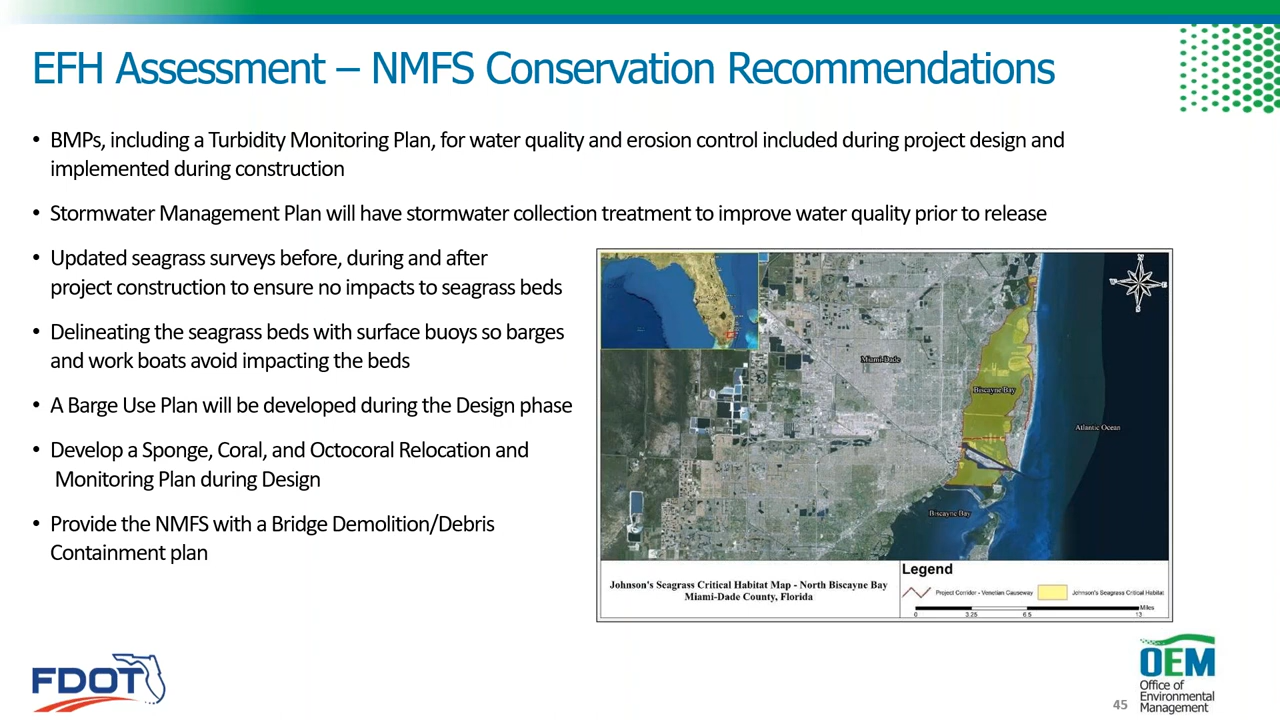 EFH Assessment – NMFS Conservation Recommendations
• BMPs, including a Turbidity Monitoring Plan, for water quality and erosion control included during project design and
implemented during construction
• Stormwater Management Plan will have stormwater collection treatment to improve water quality prior to release
• Updated seagrass surveys before, during and after
project construction to ensure no impacts to seagrass beds
• Delineating the seagrass beds with surface buoys so barges
and work boats avoid impacting the beds
• A Barge Use Plan will be developed during the Design phase
• Develop a Sponge, Coral, and Octocoral Relocation and
Monitoring Plan during Design
• Provide the NMFS with a Bridge Demolition/Debris
Containment plan
Miami-Dade
Biscayne Bay
Atlantic Ocean
Biscayne Bay
Johnson's Seagrass Critical Habitat Map - North Biscayne Bay
Miami-Dade County, Florida
Legend
Project Corridor - Venetian Causeway
Johnson's Seagrass Critical Habitat
Miles
0 3.25 6.5 13
FDOT
OEM
Office of
Environmental
Management
45